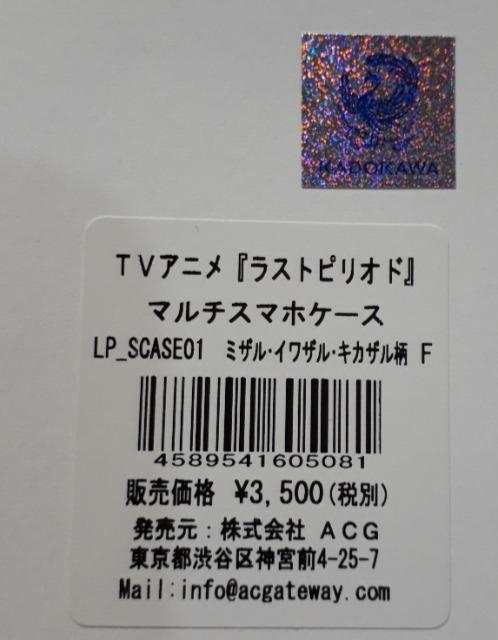 KADOKAWA
TVアニメ『ラストピリオド』
マルチスマホケース
LP_SCASE01 ミザル・イワザル・キカザル柄 F
4589541605081
販売価格 ¥3,500(税別)
発売元：株式会社 ACG
東京都渋谷区神宮前4-25-7
Mail:info@acgateway.com